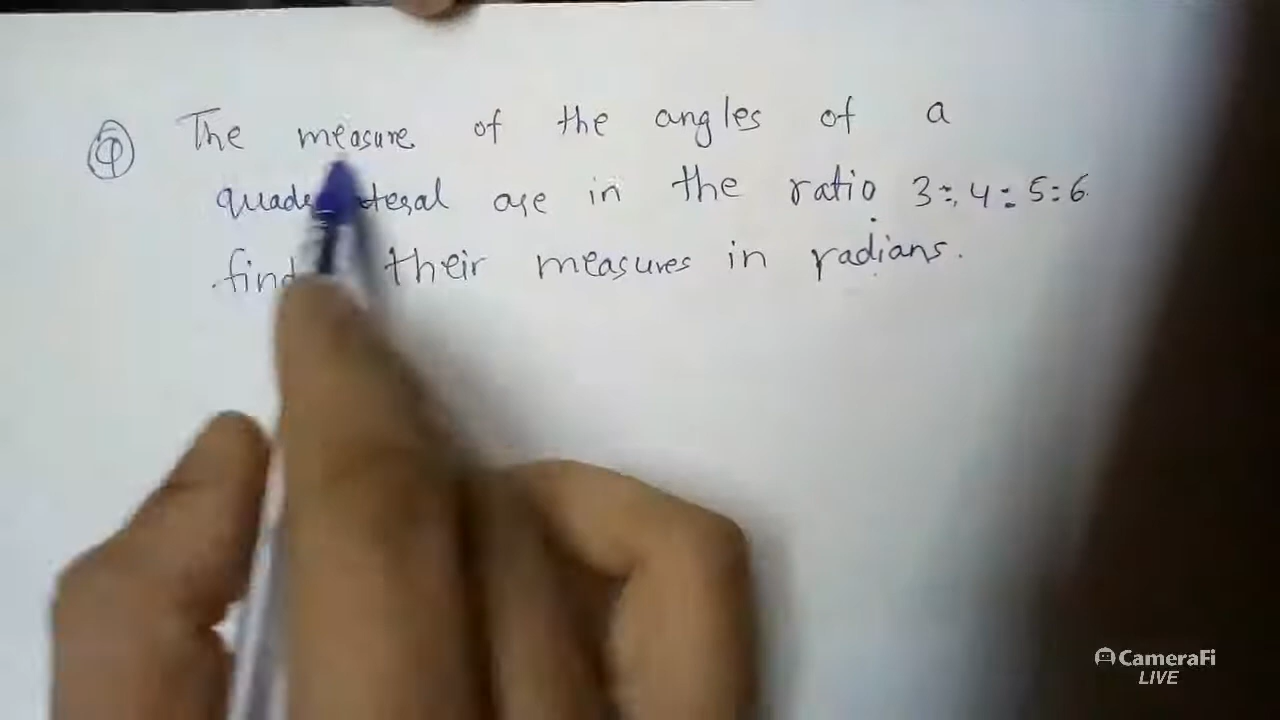 Q The measure of the angles of a
are in the ratio 3:4:5:6
find their measures in radians.
CameraFi
LIVE